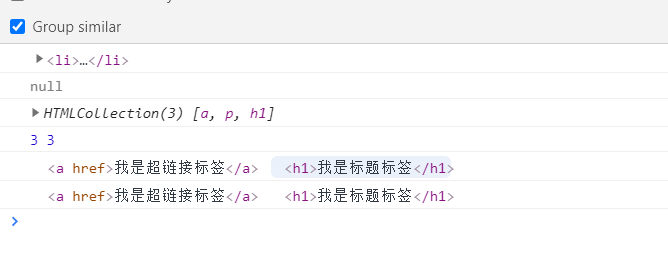 Group similar
<li>…</li>
null
HTMLCollection(3) [a, p, h1]
3 3
<a href>我是超链接标签</a> <h1>我是标题标签</h1>
<a href>我是超链接标签</a> <h1>我是标题标签</h1>